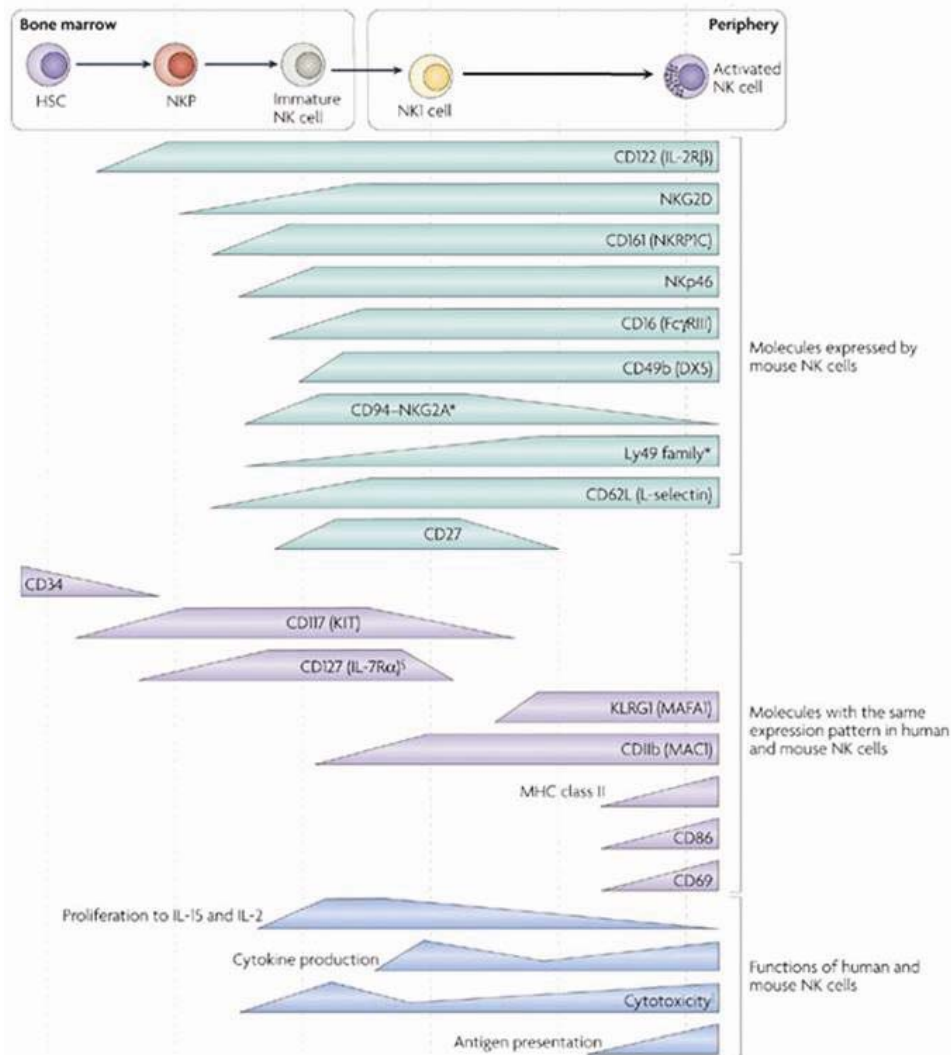 Bone marrow
Periphery
HSC
NKP
Immature
NK cell
NK1 cell
Activated
NK cell
CD122 (IL-2Rβ)
NKG2D
CD161 (NKRP1C)
NKp46
CD16 (FcγRIII)
CD49b (DX5)
CD94–NKG2A*
Ly49 family*
CD62L (L-selectin)
CD27
Molecules expressed by
mouse NK cells
CD34
CD117 (KIT)
CD127 (IL-7Rα)§
KLRG1 (MAFA1)
CD11b (MAC1)
MHC class II
CD86
CD69
Molecules with the same
expression pattern in human
and mouse NK cells
Proliferation to IL-15 and IL-2
Cytokine production
Cytotoxicity
Antigen presentation
Functions of human and
mouse NK cells